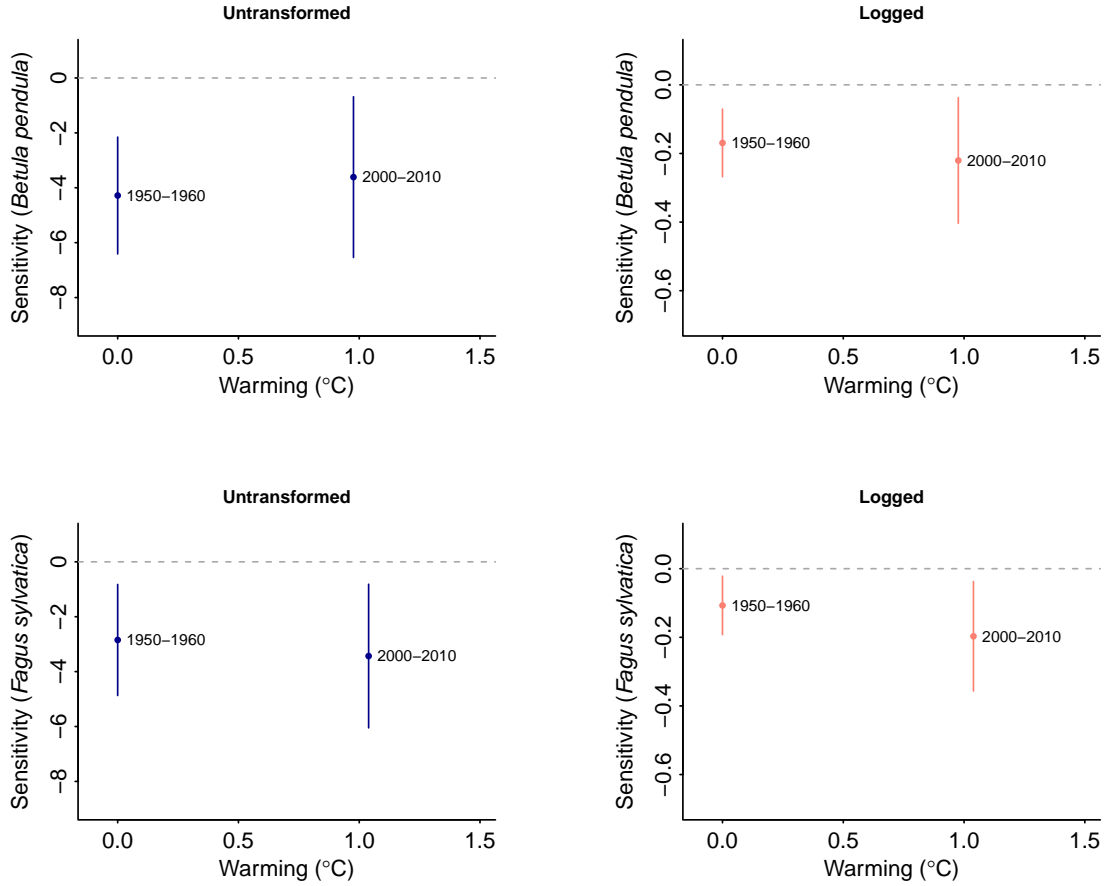 Untransformed
Sensitivity (Betula pendula)
0
−2
−4
−6
−8
1950−1960
2000−2010
0.0 0.5 1.0 1.5
Warming (°C)
Logged
Sensitivity (Betula pendula)
0.0
−0.2
−0.4
−0.6
1950−1960
2000−2010
0.0 0.5 1.0 1.5
Warming (°C)
Untransformed
Sensitivity (Fagus sylvatica)
0
−2
−4
−6
−8
1950−1960
2000−2010
0.0 0.5 1.0 1.5
Warming (°C)
Logged
Sensitivity (Fagus sylvatica)
0.0
−0.2
−0.4
−0.6
1950−1960
2000−2010
0.0 0.5 1.0 1.5
Warming (°C)